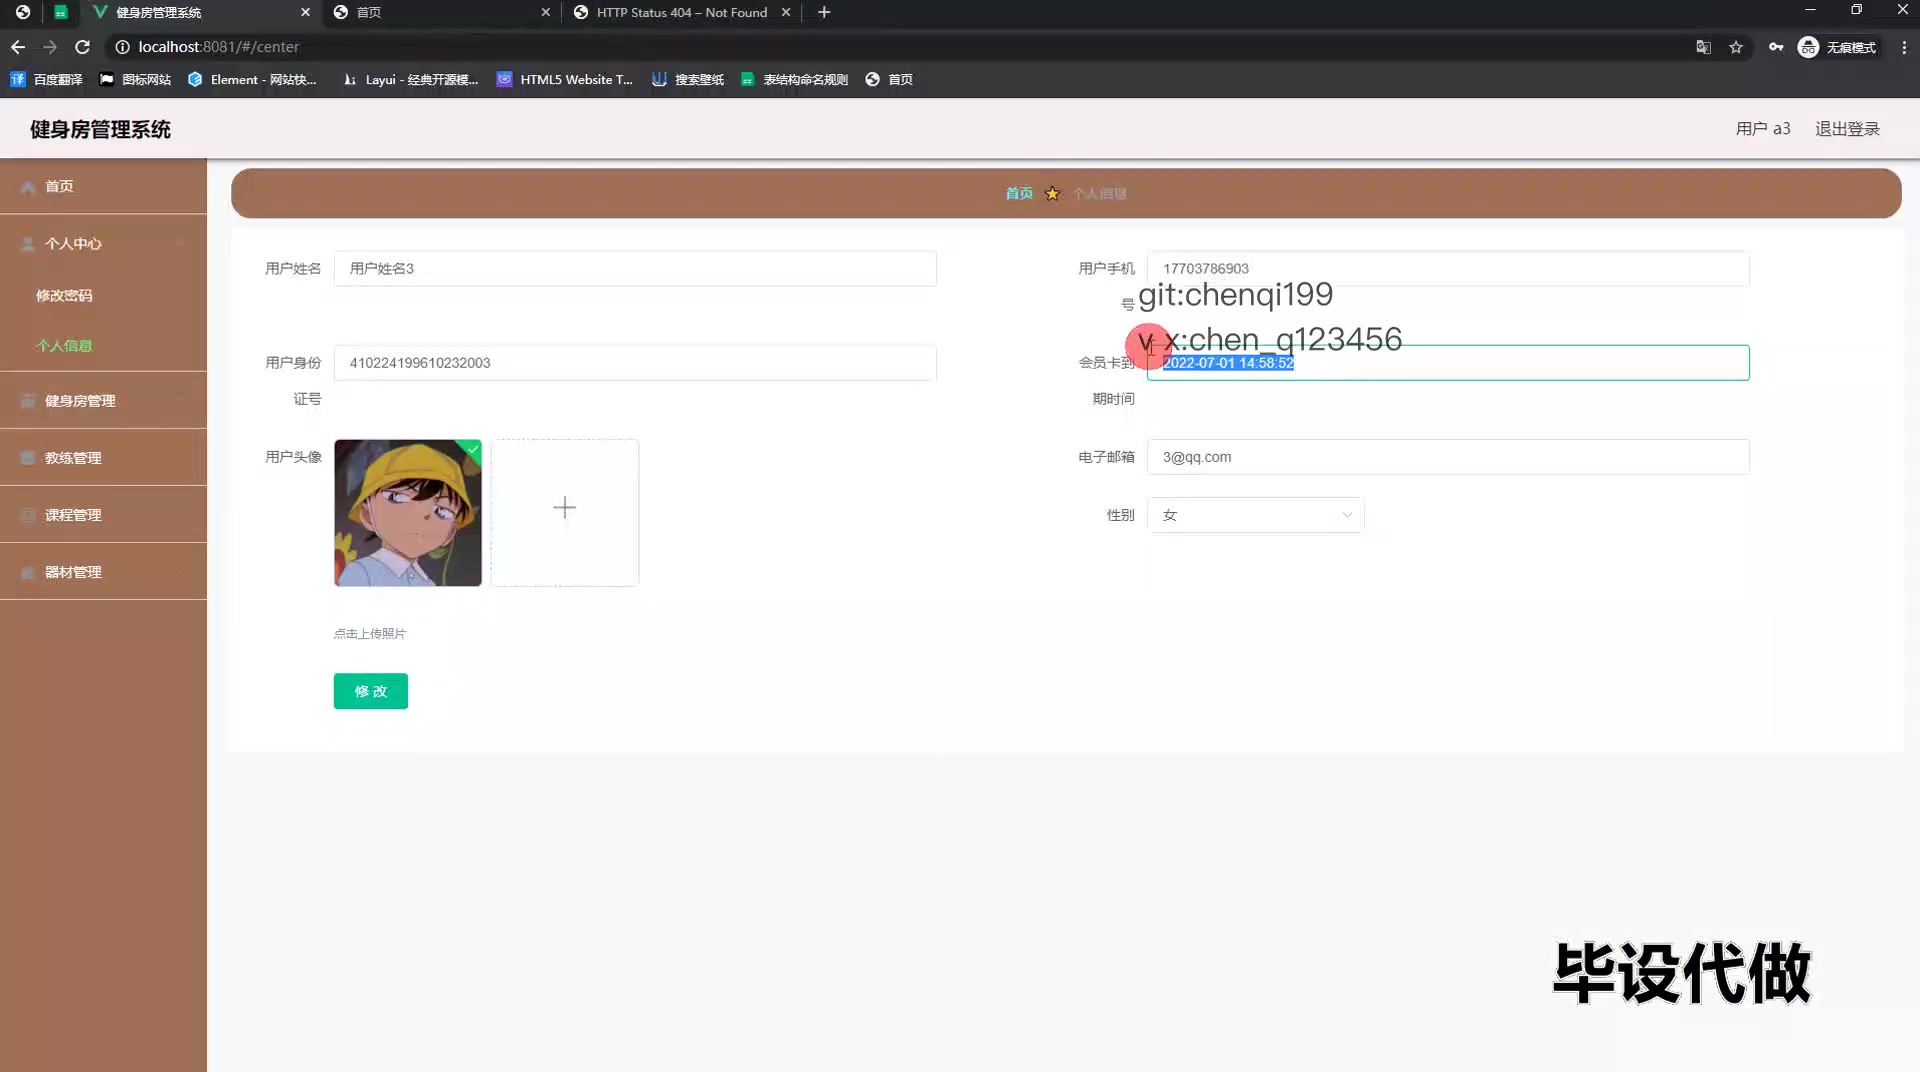 健身房管理系统
首页
HTTP Status 404 – Not Found
localhost:8081/#/center
无痕模式
百度翻译
图标网站
Element - 网站快...
Layui - 经典开源模...
HTML5 Website T...
搜索壁纸
表结构命名规则
首页
健身房管理系统
用户 a3
退出登录
首页
个人中心
修改密码
个人信息
健身房管理
教练管理
课程管理
器材管理
首页
个人信息
用户姓名
用户姓名3
用户手机号
17703786903
git:chenqi199
v x:chen_q123456
用户身份证号
410224199610232003
会员卡到期时间
2022-07-01 14:58:52
用户头像
电子邮箱
3@qq.com
性别
女
点击上传照片
修 改
毕设代做